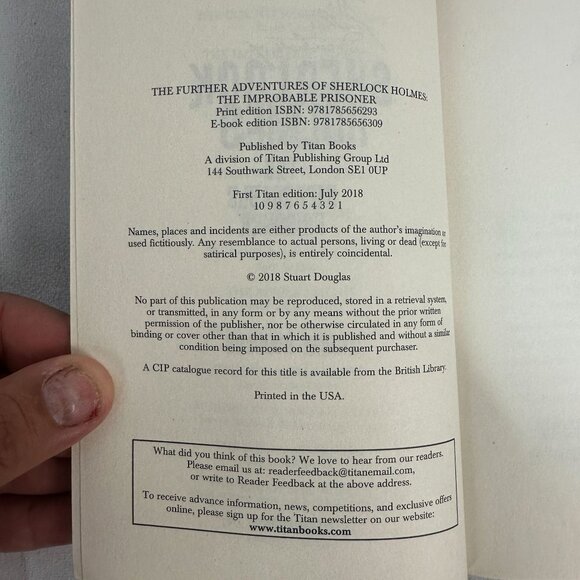 THE FURTHER ADVENTURES OF SHERLOCK HOLMES:
THE IMPROBABLE PRISONER
Print edition ISBN: 9781785656293
E-book edition ISBN: 9781785656309
Published by Titan Books
A division of Titan Publishing Group Ltd
144 Southwark Street, London SE1 0UP
First Titan edition: July 2018
10 9 8 7 6 5 4 3 2 1
Names, places and incidents are either products of the author's imagination or
used fictitiously. Any resemblance to actual persons, living or dead (except for
satirical purposes), is entirely coincidental.
© 2018 Stuart Douglas
No part of this publication may be reproduced, stored in a retrieval system,
or transmitted, in any form or by any means without the prior written
permission of the publisher, nor be otherwise circulated in any form of
binding or cover other than that in which it is published and without a similar
condition being imposed on the subsequent purchaser.
A CIP catalogue record for this title is available from the British Library.
Printed in the USA.
What did you think of this book? We love to hear from our readers.
Please email us at: readerfeedback@titanemail.com,
or write to Reader Feedback at the above address.
To receive advance information, news, competitions, and exclusive offers
online, please sign up for the Titan newsletter on our website:
www.titanbooks.com